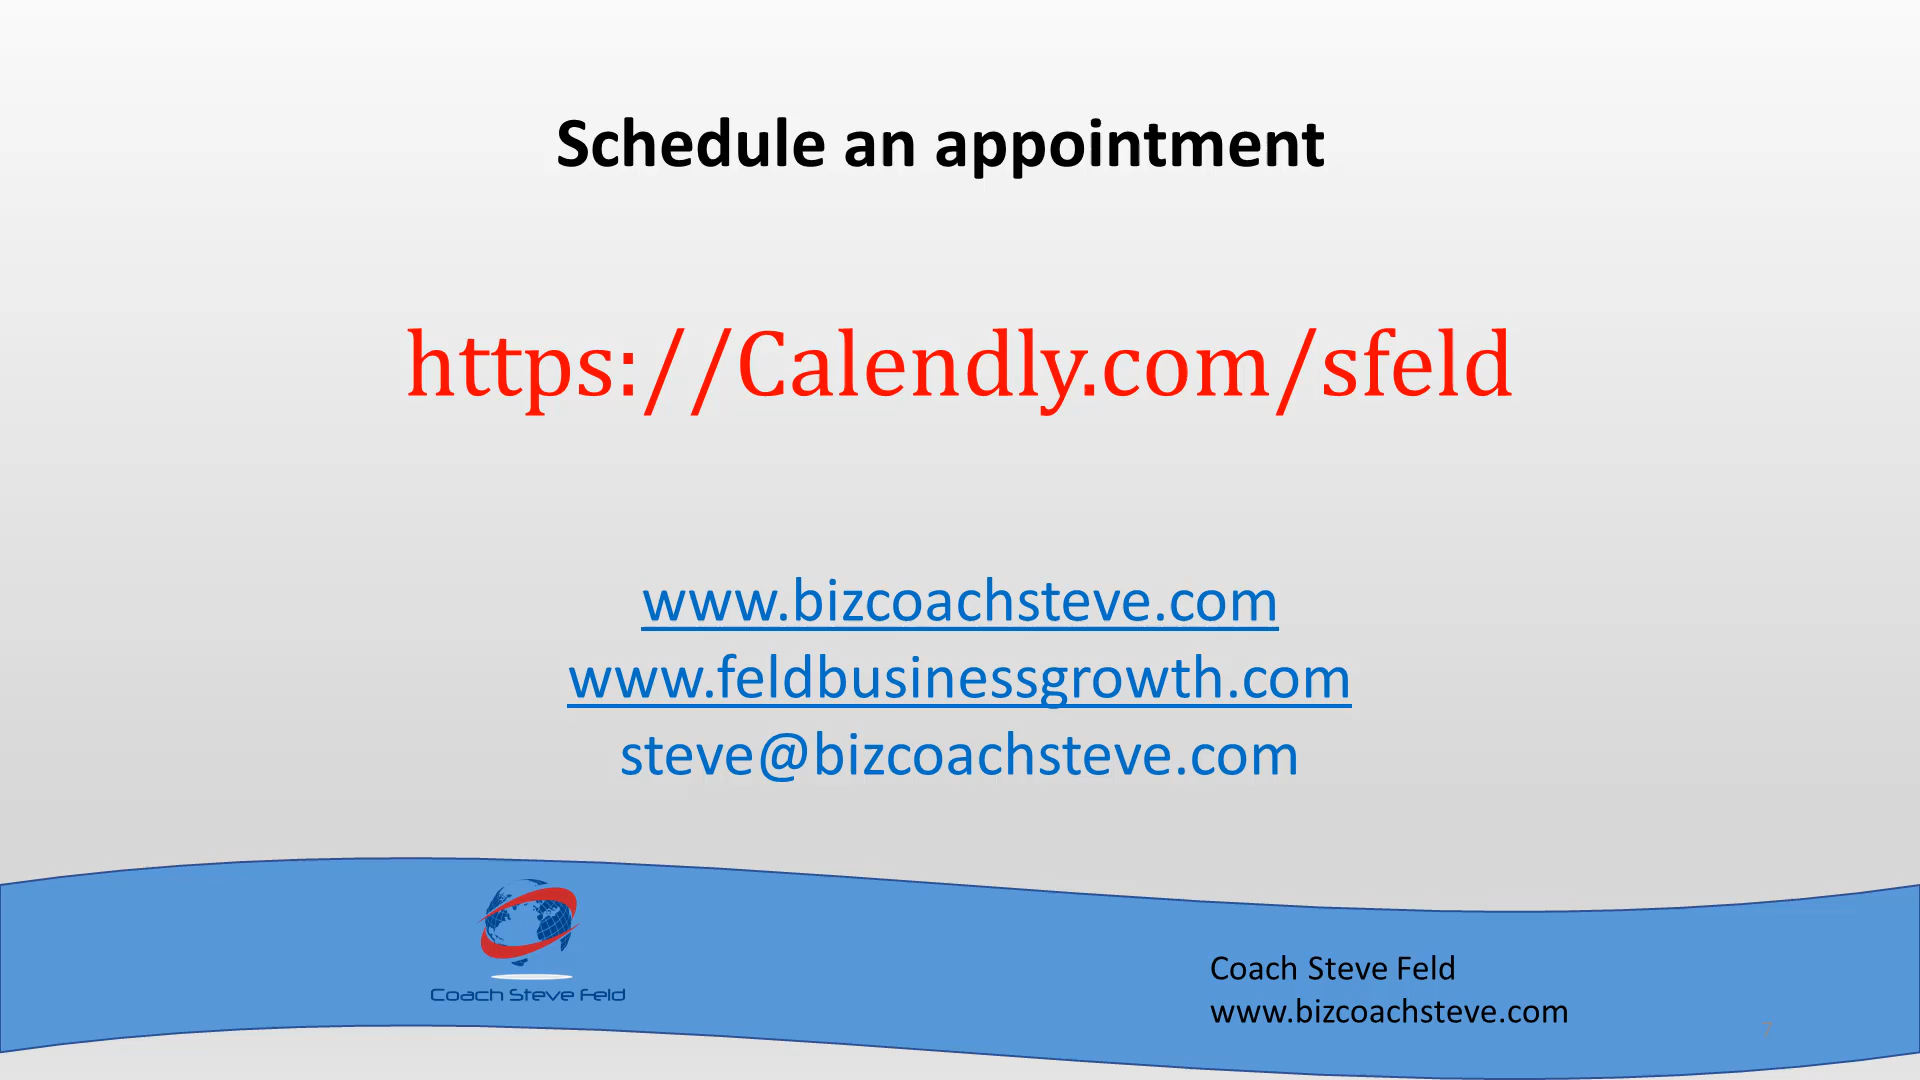 Schedule an appointment
https://Calendly.com/sfeld
www.bizcoachsteve.com
www.feldbusinessgrowth.com
steve@bizcoachsteve.com
Coach Steve Feld
Coach Steve Feld
www.bizcoachsteve.com
7